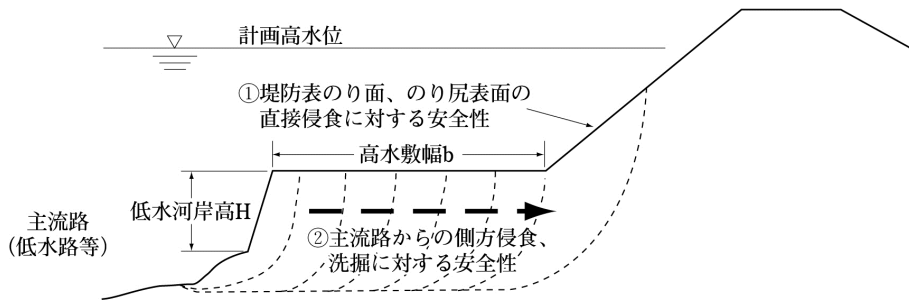 計画高水位
①堤防表のり面、のり尻表面の
直接侵食に対する安全性
高水敷幅b
低水河岸高H
主流路
(低水路等)
②主流路からの側方侵食、
洗掘に対する安全性